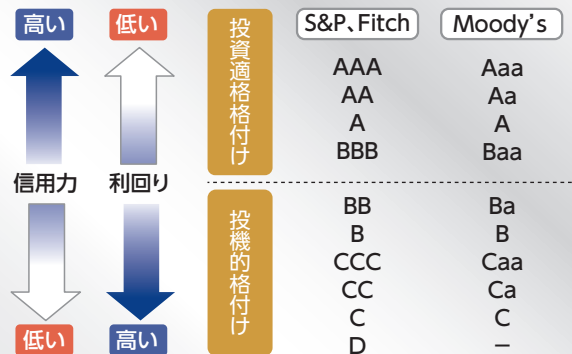 高い 低い
信用力 利回り
低い 高い
投資適格格付け
投機的格付け
S&P、Fitch Moody's
AAA Aaa
AA Aa
A A
BBB Baa
BB Ba
B B
CCC Caa
CC Ca
C C
D –